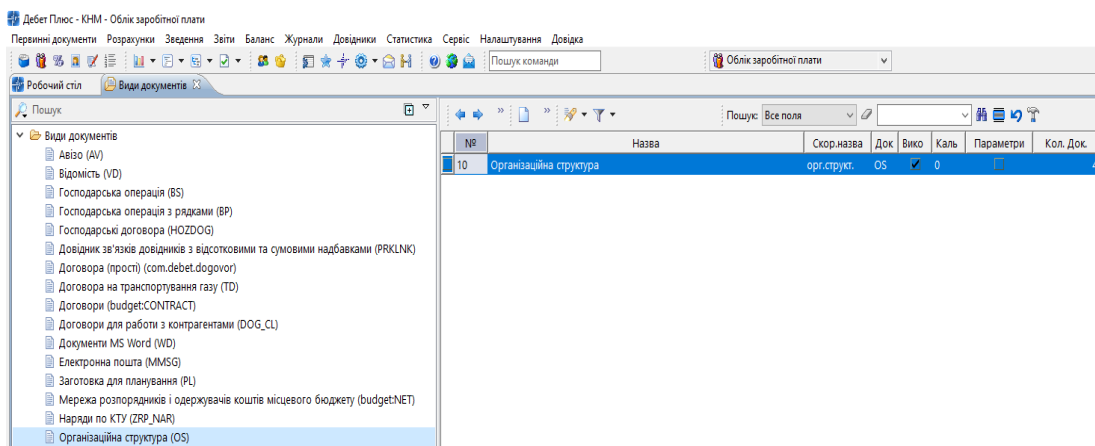 Дебет Плюс - КНМ - Облік заробітної плати
Первинні документи Розрахунки Зведення Звіти Баланс Журнали Довідники Статистика Сервіс Налаштування Довідка
Пошук команди Облік заробітної плати
Робочий стіл Види документів
Пошук Пошук: Все поля
Види документів
№ Назва Скор.назва Док Вико Каль Параметри Кол. Док.
Авізо (AV)
10 Організаційна структура орг.структ. OS 0 4
Відомість (VD)
Господарська операція (BS)
Господарська операція з рядками (BP)
Господарські договора (HOZDOG)
Довідник зв'язків довідників з відсотковими та сумовими надбавками (PRKLNK)
Договора (прості) (com.debet.dogovor)
Договора на транспортування газу (TD)
Договори (budget:CONTRACT)
Договори для работи з контрагентами (DOG_CL)
Документи MS Word (WD)
Електронна пошта (MMSG)
Заготовка для планування (PL)
Мережа розпорядників і одержувачів коштів місцевого бюджету (budget:NET)
Наряди по КТУ (ZRP_NAR)
Організаційна структура (OS)